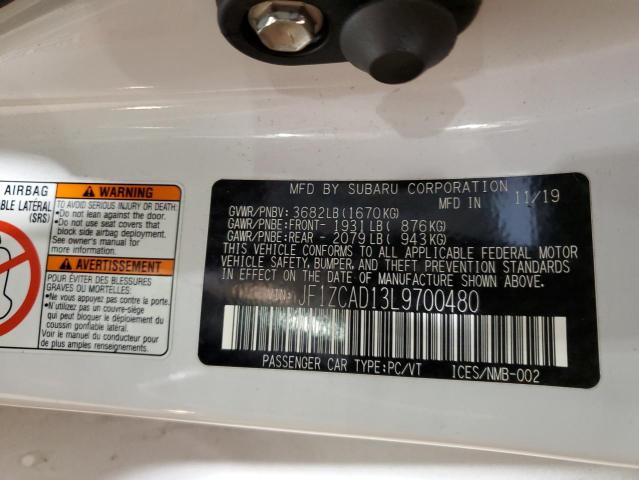 AIRBAG
BLE LATÉRAL
(SRS)
WARNING
TO AVOID SERIOUS INJURY OR DEATH:
•Do not lean against the door.
•Do not use seat covers that
block side airbag deployment.
•See owner's manual for
more information.
AVERTISSEMENT
POUR ÉVITER DES BLESSURES
GRAVES OU MORTELLES:
•Ne vous appuyez pas contre la porte.
•N'utilisez pas un couvre-siège
qui peut bloquer le déploiement du
coussin gonflable latéral.
•Voir le manuel du conducteur pour
de plus amples renseignements.
MFD BY SUBARU CORPORATION
MFD IN 11/19
GVWR/PNBV: 3682LB(1670KG)
GAWR/PNBE:FRONT- 1931LB( 876KG)
GAWR/PNBE:REAR - 2079LB( 943KG)
THIS VEHICLE CONFORMS TO ALL APPLICABLE FEDERAL MOTOR
VEHICLE SAFETY, BUMPER, AND THEFT PREVENTION STANDARDS
IN EFFECT ON THE DATE OF MANUFACTURE SHOWN ABOVE.
JF1ZCAD13L9700480
PASSENGER CAR TYPE:PC/VT ICES/NMB-002